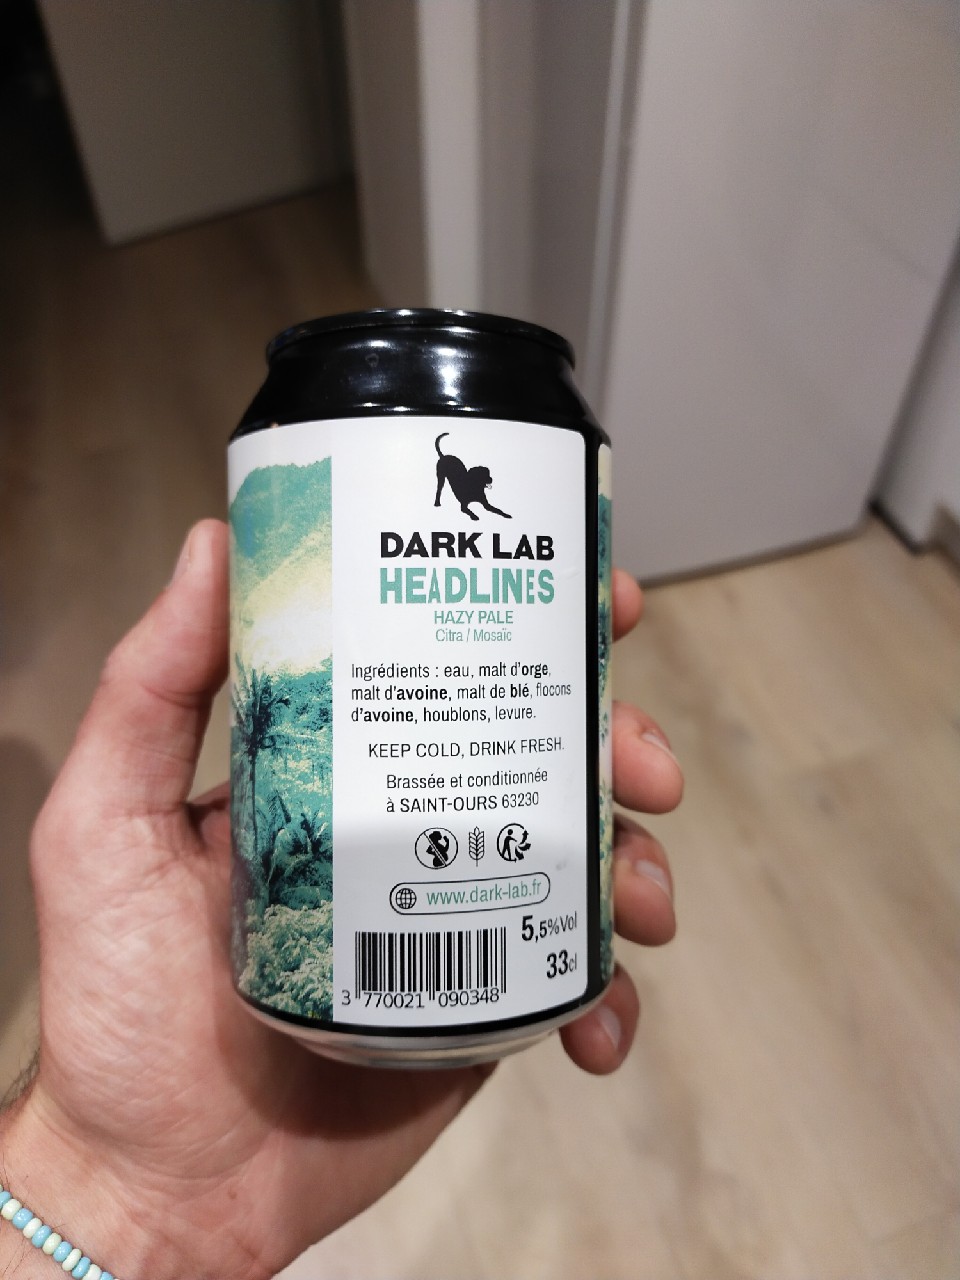 DARK LAB
HEADLINES
HAZY PALE
Citra / Mosaïc
Ingrédients : eau, malt d'orge,
malt d'avoine, malt de blé, flocons
d'avoine, houblons, levure.
KEEP COLD, DRINK FRESH.
Brassée et conditionnée
à SAINT-OURS 63230
www.dark-lab.fr
5,5%Vol
33cl
3 770021 090348